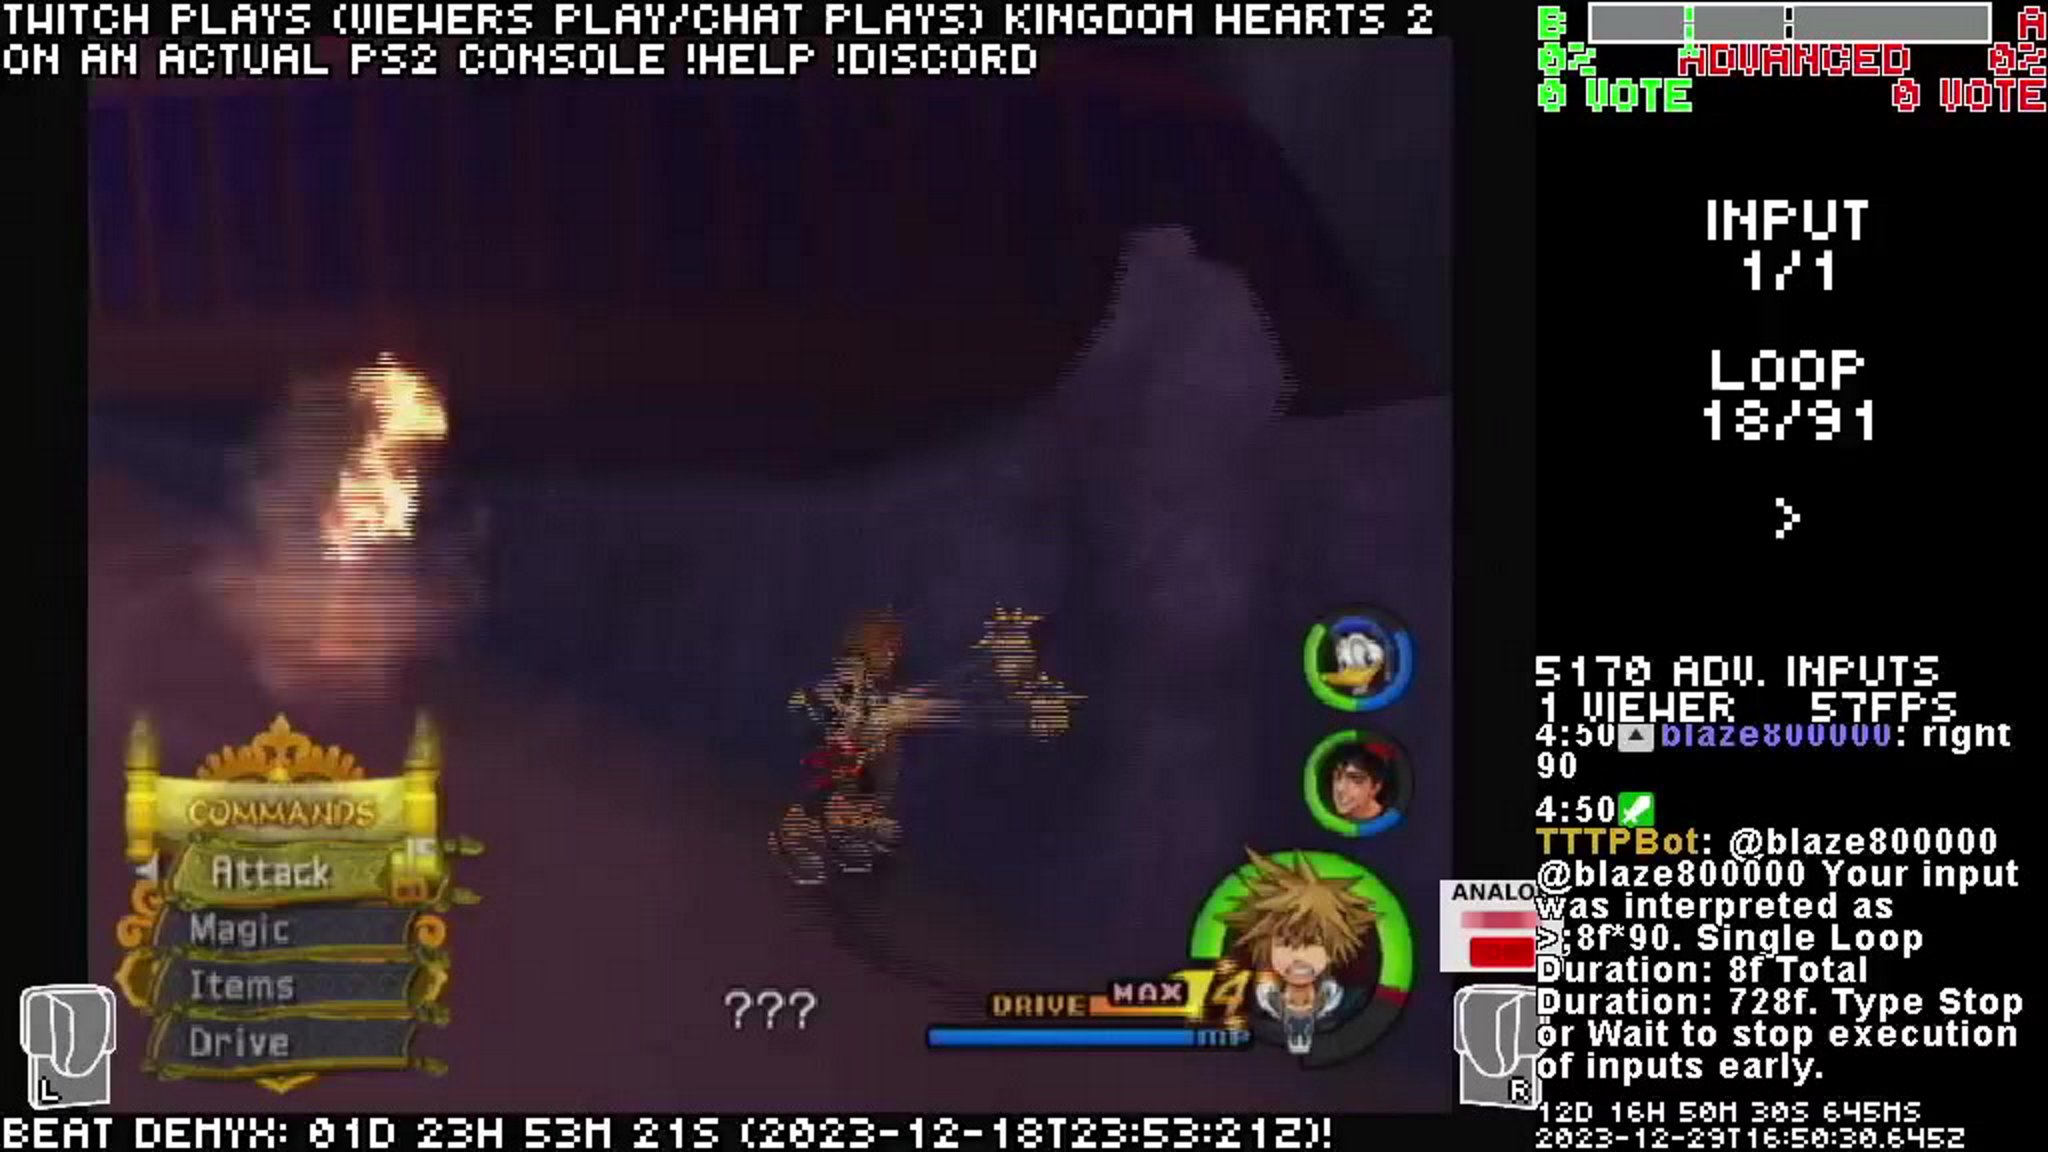 TWITCH PLAYS (VIEWERS PLAY/CHAT PLAYS) KINGDOM HEARTS 2
ON AN ACTUAL PS2 CONSOLE !HELP !DISCORD
B A
0% ADVANCED 0%
0 VOTE 0 VOTE
INPUT
1/1
LOOP
18/91
>
5170 ADV. INPUTS
1 VIEWER 57FPS
4:50 blaze800000: right
90
4:50
TTTPBot: @blaze800000
@blaze800000 Your input
was interpreted as
>;8f*90. Single Loop
Duration: 8f Total
Duration: 728f. Type Stop
or Wait to stop execution
of inputs early.
12D 16H 50M 30S 645MS
2023-12-29T16:50:30.645Z
COMMANDS
Attack
Magic
Items
Drive
???
DRIVE MAX 4
MP
ANALO
L
R
BEAT DEMYX: 01D 23H 53M 21S (2023-12-18T23:53:21Z)!